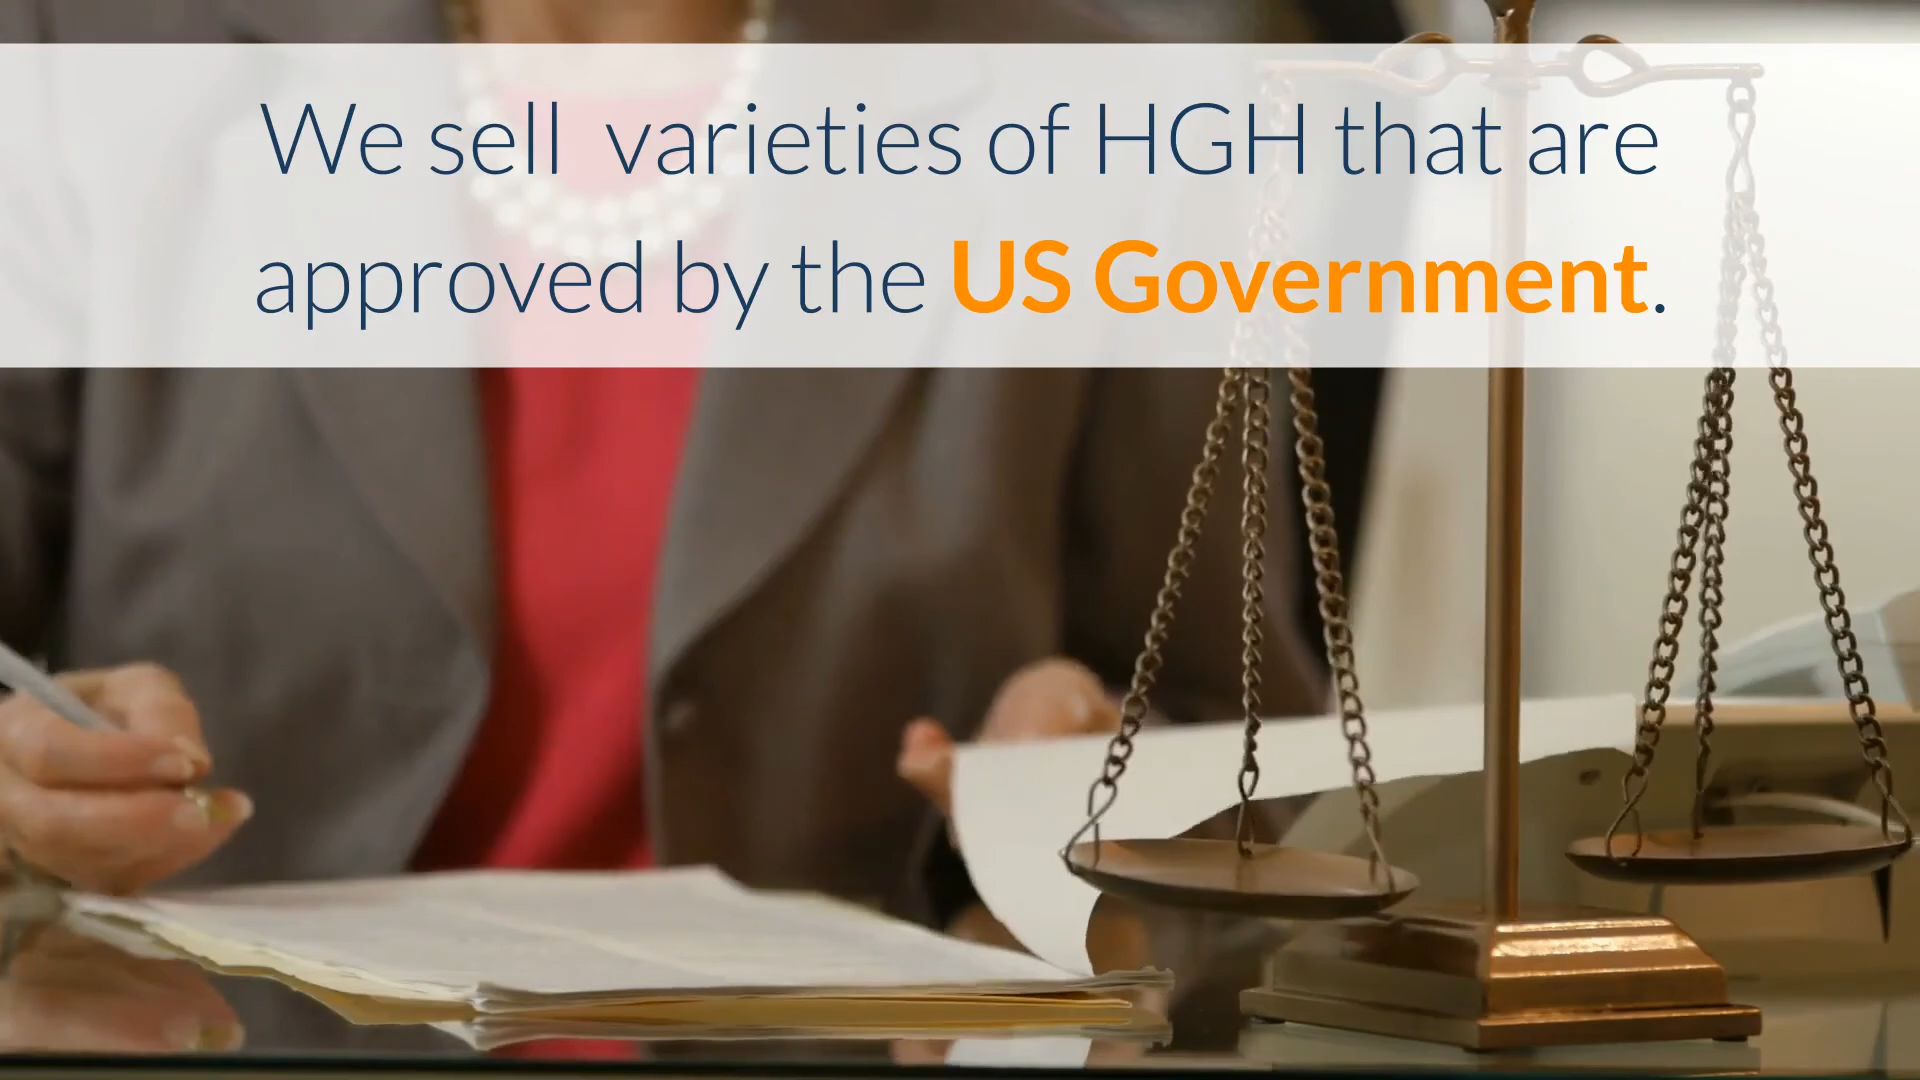 We sell  varieties of HGH that are
approved by the US Government.